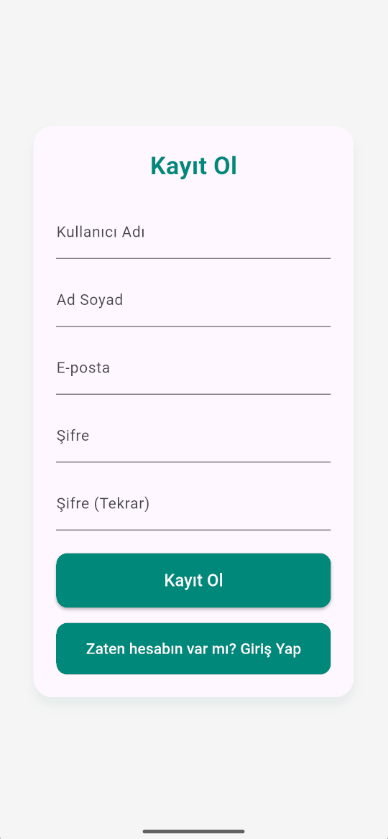 Kayıt Ol
Kullanıcı Adı
Ad Soyad
E-posta
Şifre
Şifre (Tekrar)
Kayıt Ol
Zaten hesabın var mı? Giriş Yap